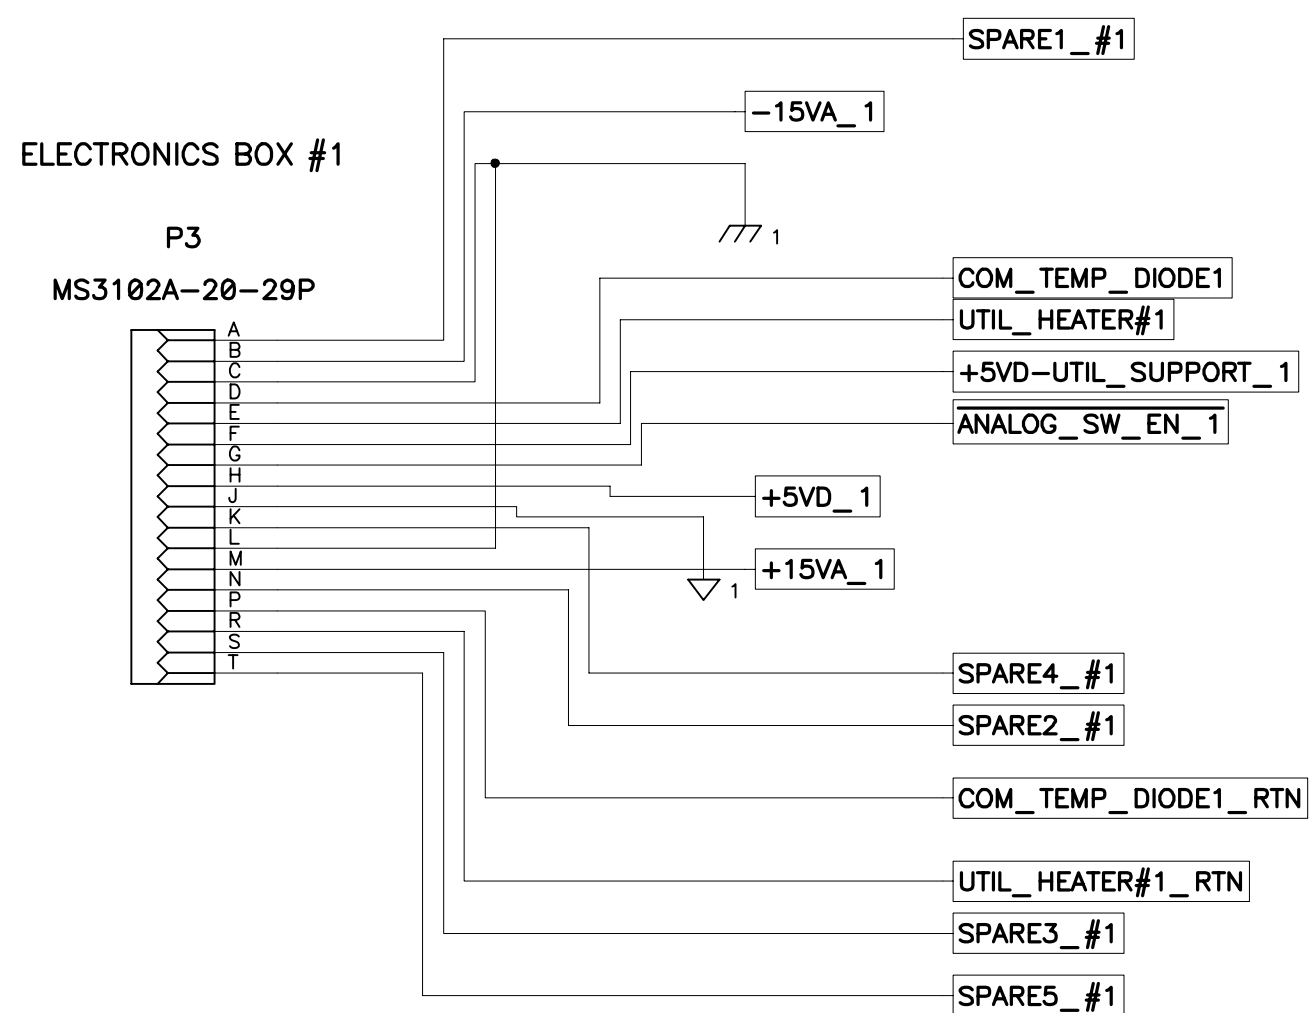 SPARE1_#1
-15VA_1
ELECTRONICS BOX #1
P3
1
MS3102A-20-29P
COM_TEMP_DIODE1
UTIL_HEATER#1
A
B
C
D
E
F
G
H
J
K
L
M
N
P
R
S
T
+5VD-UTIL_SUPPORT_1
ANALOG_SW_EN_1
+5VD_1
+15VA_1
1
SPARE4_#1
SPARE2_#1
COM_TEMP_DIODE1_RTN
UTIL_HEATER#1_RTN
SPARE3_#1
SPARE5_#1